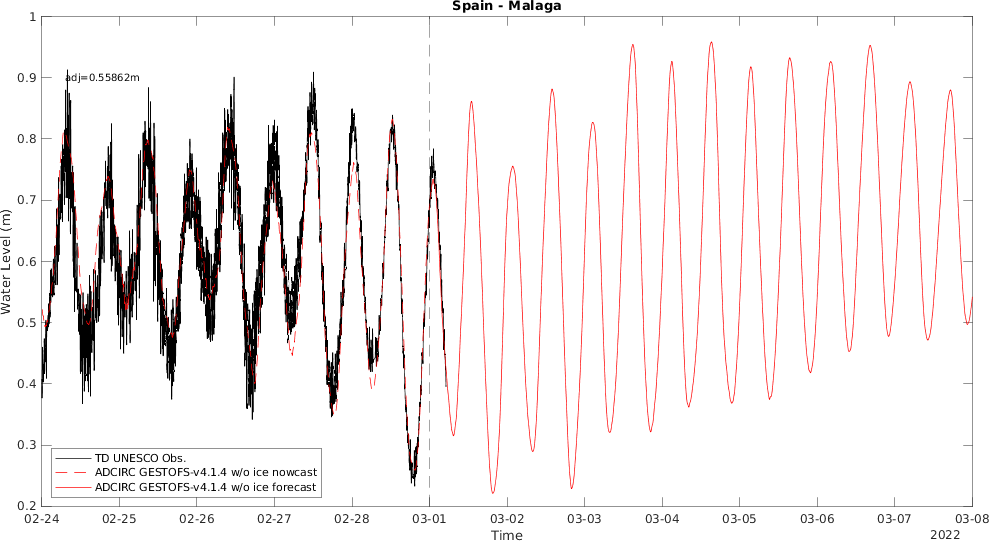 Spain - Malaga
1
0.9
0.8
0.7
0.6
0.5
0.4
0.3
0.2
Water Level (m)
adj=0.55862m
TD UNESCO Obs.
ADCIRC GESTOFS-v4.1.4 w/o ice nowcast
ADCIRC GESTOFS-v4.1.4 w/o ice forecast
02-24 02-25 02-26 02-27 02-28 03-01 03-02 03-03 03-04 03-05 03-06 03-07 03-08
Time
2022